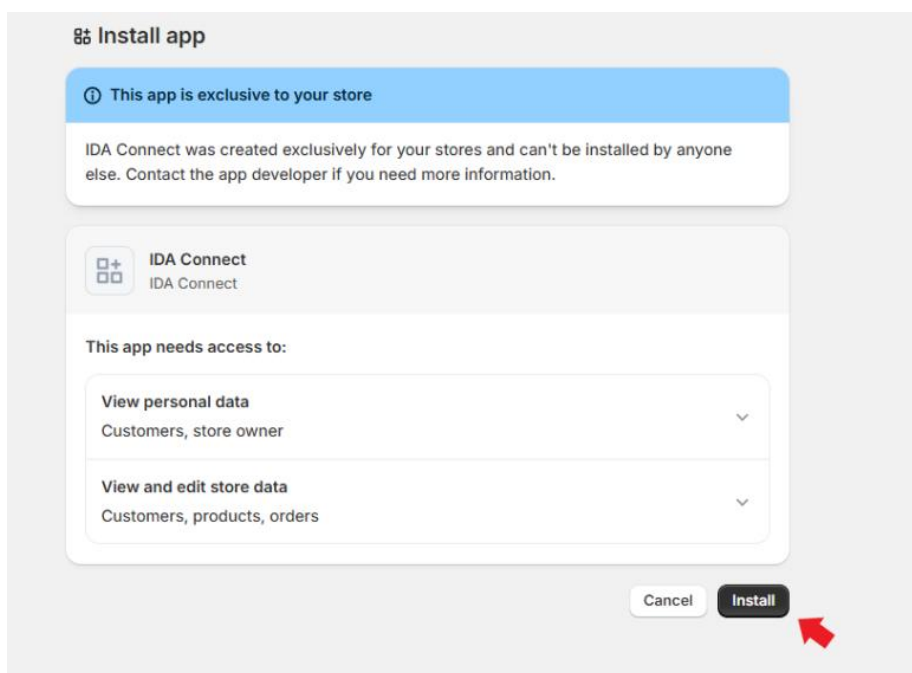 Install app
This app is exclusive to your store
IDA Connect was created exclusively for your stores and can't be installed by anyone
else. Contact the app developer if you need more information.
IDA Connect
IDA Connect
This app needs access to:
View personal data
Customers, store owner
View and edit store data
Customers, products, orders
Cancel Install